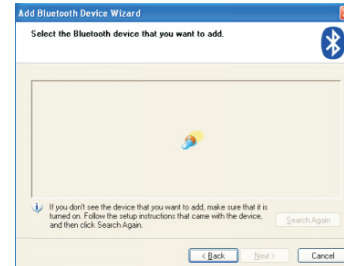 Add Bluetooth Device Wizard
Select the Bluetooth device that you want to add.
If you don't see the device that you want to add, make sure that it is
turned on. Follow the setup instructions that came with the device,
and then click Search Again.
Search Again
< Back
Next >
Cancel